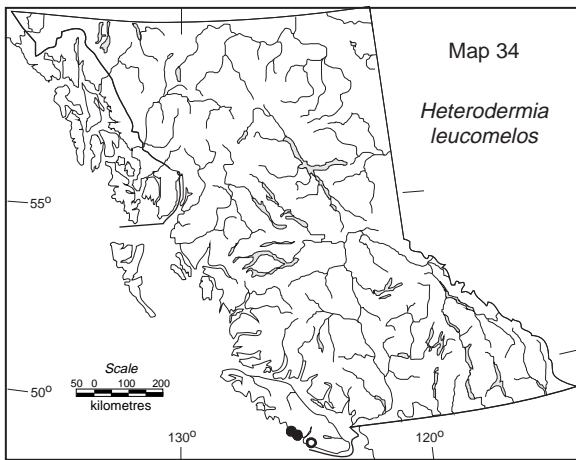 Map 34
Heterodermia
leucomelos
55°
50°
Scale
50 0 100 200
kilometres
130°
120°